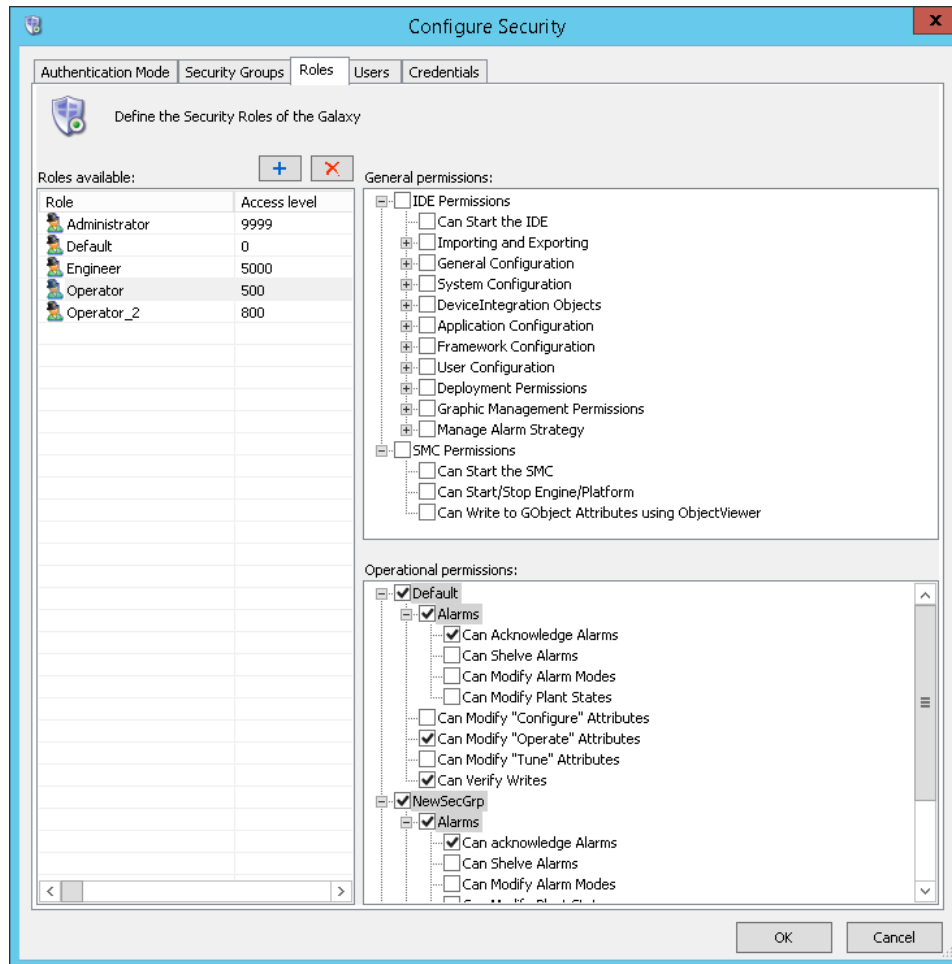 Configure Security
Authentication Mode Security Groups Roles Users Credentials
Define the Security Roles of the Galaxy
Roles available:
Role Access level
Administrator 9999
Default 0
Engineer 5000
Operator 500
Operator_2 800
General permissions:
IDE Permissions
Can Start the IDE
Importing and Exporting
General Configuration
System Configuration
DeviceIntegration Objects
Application Configuration
Framework Configuration
User Configuration
Deployment Permissions
Graphic Management Permissions
Manage Alarm Strategy
SMC Permissions
Can Start the SMC
Can Start/Stop Engine/Platform
Can Write to GObject Attributes using ObjectViewer
Operational permissions:
Default
Alarms
Can Acknowledge Alarms
Can Shelve Alarms
Can Modify Alarm Modes
Can Modify Plant States
Can Modify "Configure" Attributes
Can Modify "Operate" Attributes
Can Modify "Tune" Attributes
Can Verify Writes
NewSecGrp
Alarms
Can acknowledge Alarms
Can Shelve Alarms
Can Modify Alarm Modes
OK Cancel